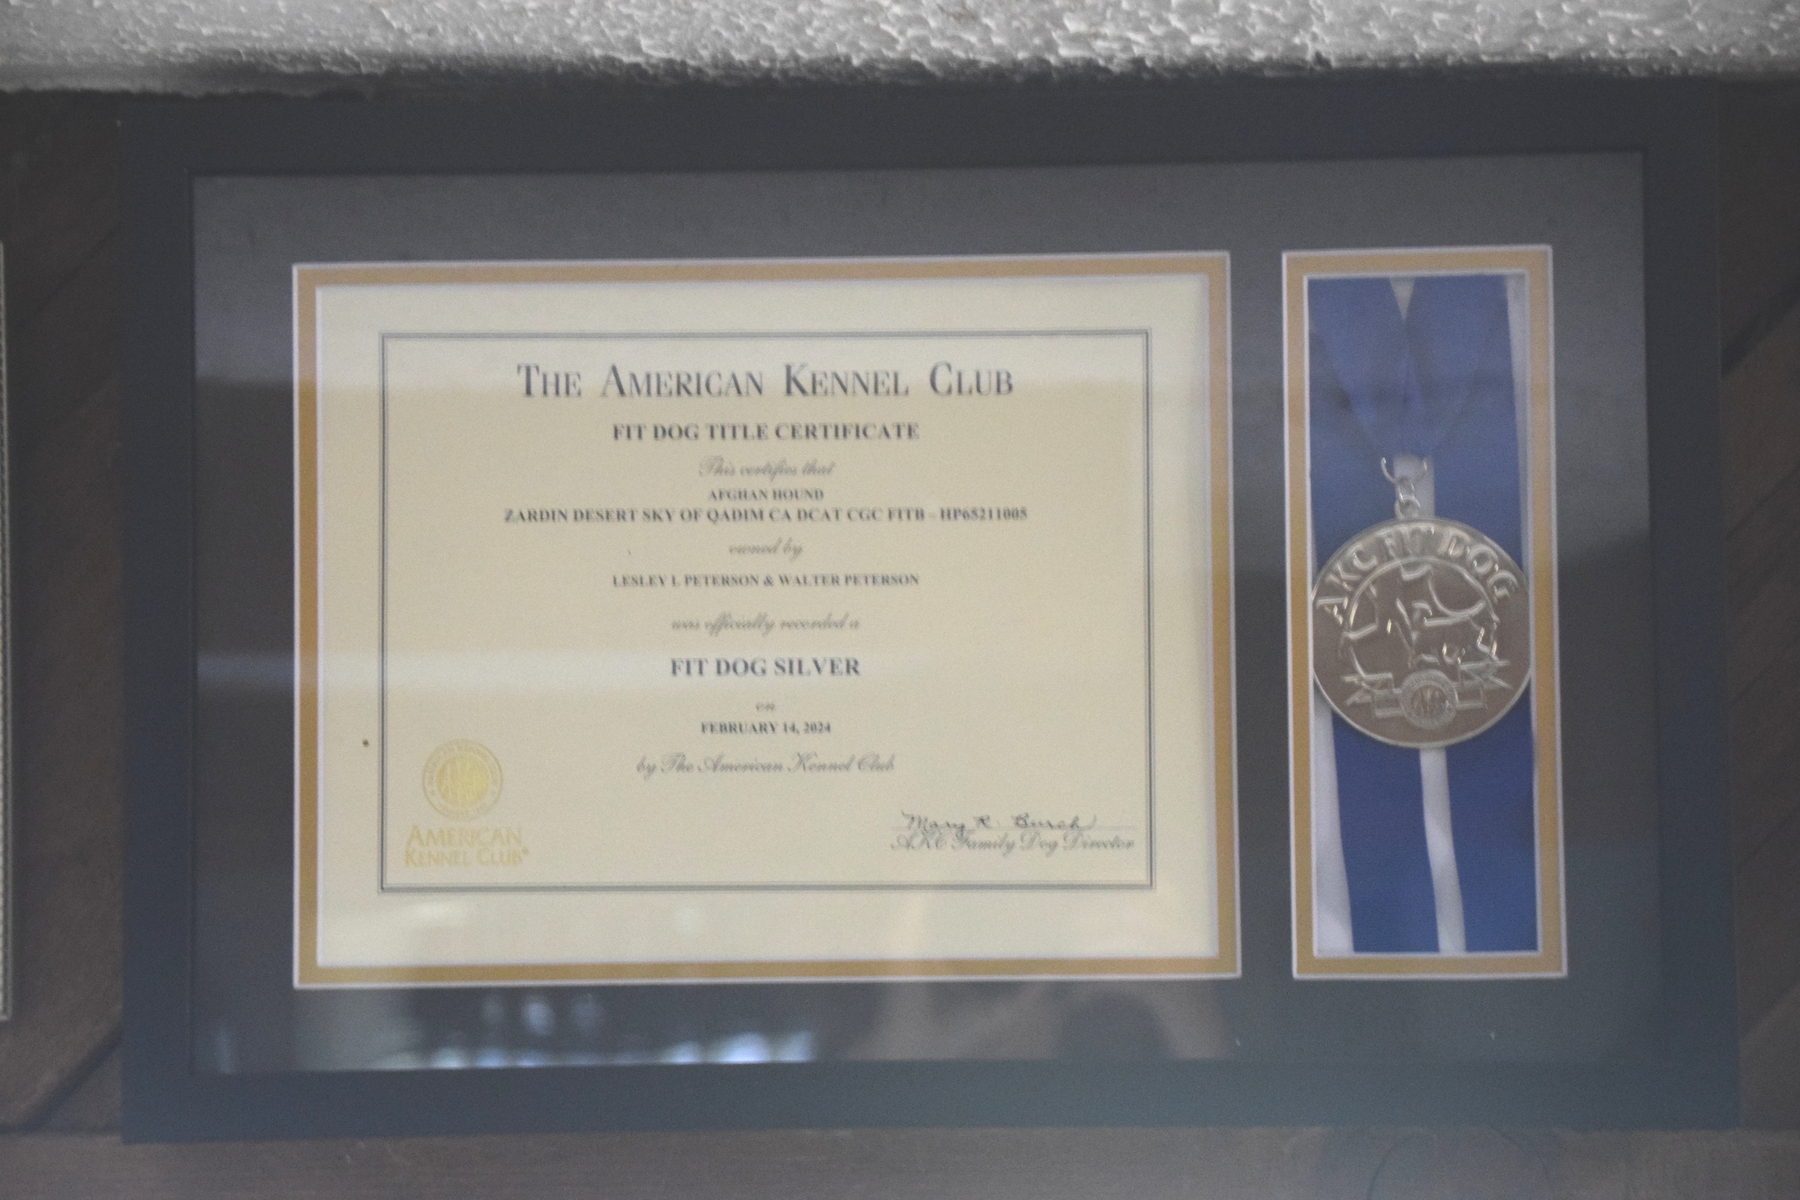 THE AMERICAN KENNEL CLUB
FIT DOG TITLE CERTIFICATE
This certifies that
AFGHAN HOUND
ZARDIN DESERT SKY OF QADIM CA DCAT CGC FITB - HP65211005
owned by
LESLEY I. PETERSON & WALTER PETERSON
was officially recorded a
FIT DOG SILVER
on
FEBRUARY 14, 2024
by The American Kennel Club
Mary R. Burch
AKC Family Dog Director
AMERICAN
KENNEL CLUB®
AKC FIT DOG